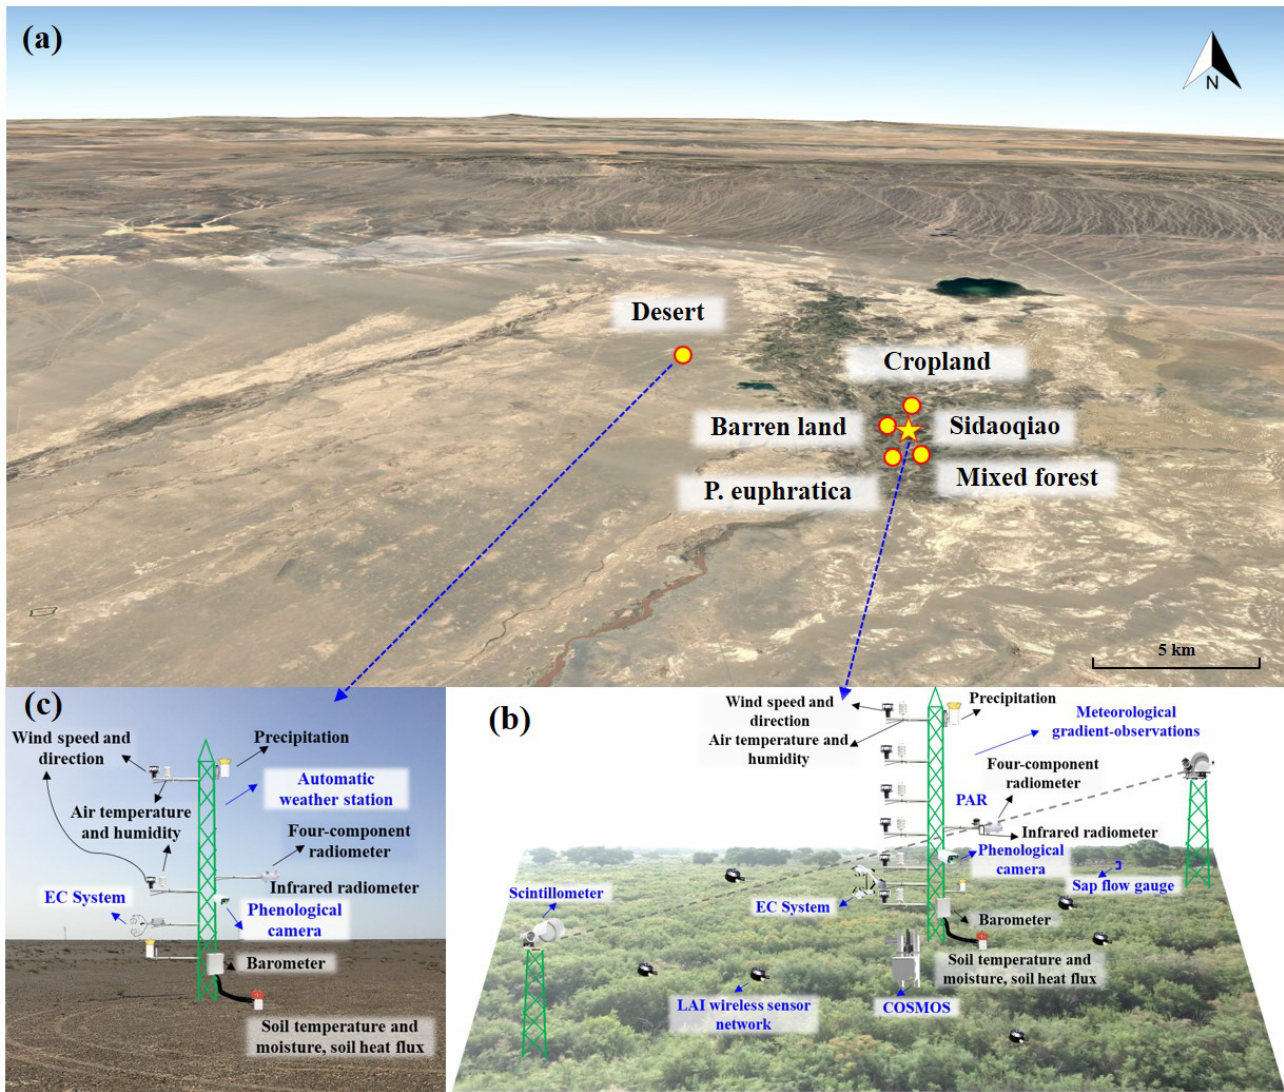 (a)
N
Desert
Cropland
Barren land
Sidaoqiao
P. euphratica
Mixed forest
5 km
(c)
Wind speed and
direction
Precipitation
Automatic
weather station
Air temperature
and humidity
Four-component
radiometer
Infrared radiometer
EC System
Phenological
camera
Barometer
Soil temperature and
moisture, soil heat flux
(b)
Wind speed and
direction
Air temperature and
humidity
Precipitation
Meteorological
gradient-observations
Four-component
radiometer
PAR
Infrared radiometer
Phenological
camera
Sap flow gauge
Scintillometer
EC System
Barometer
Soil temperature and
moisture, soil heat flux
LAI wireless sensor
network
COSMOS